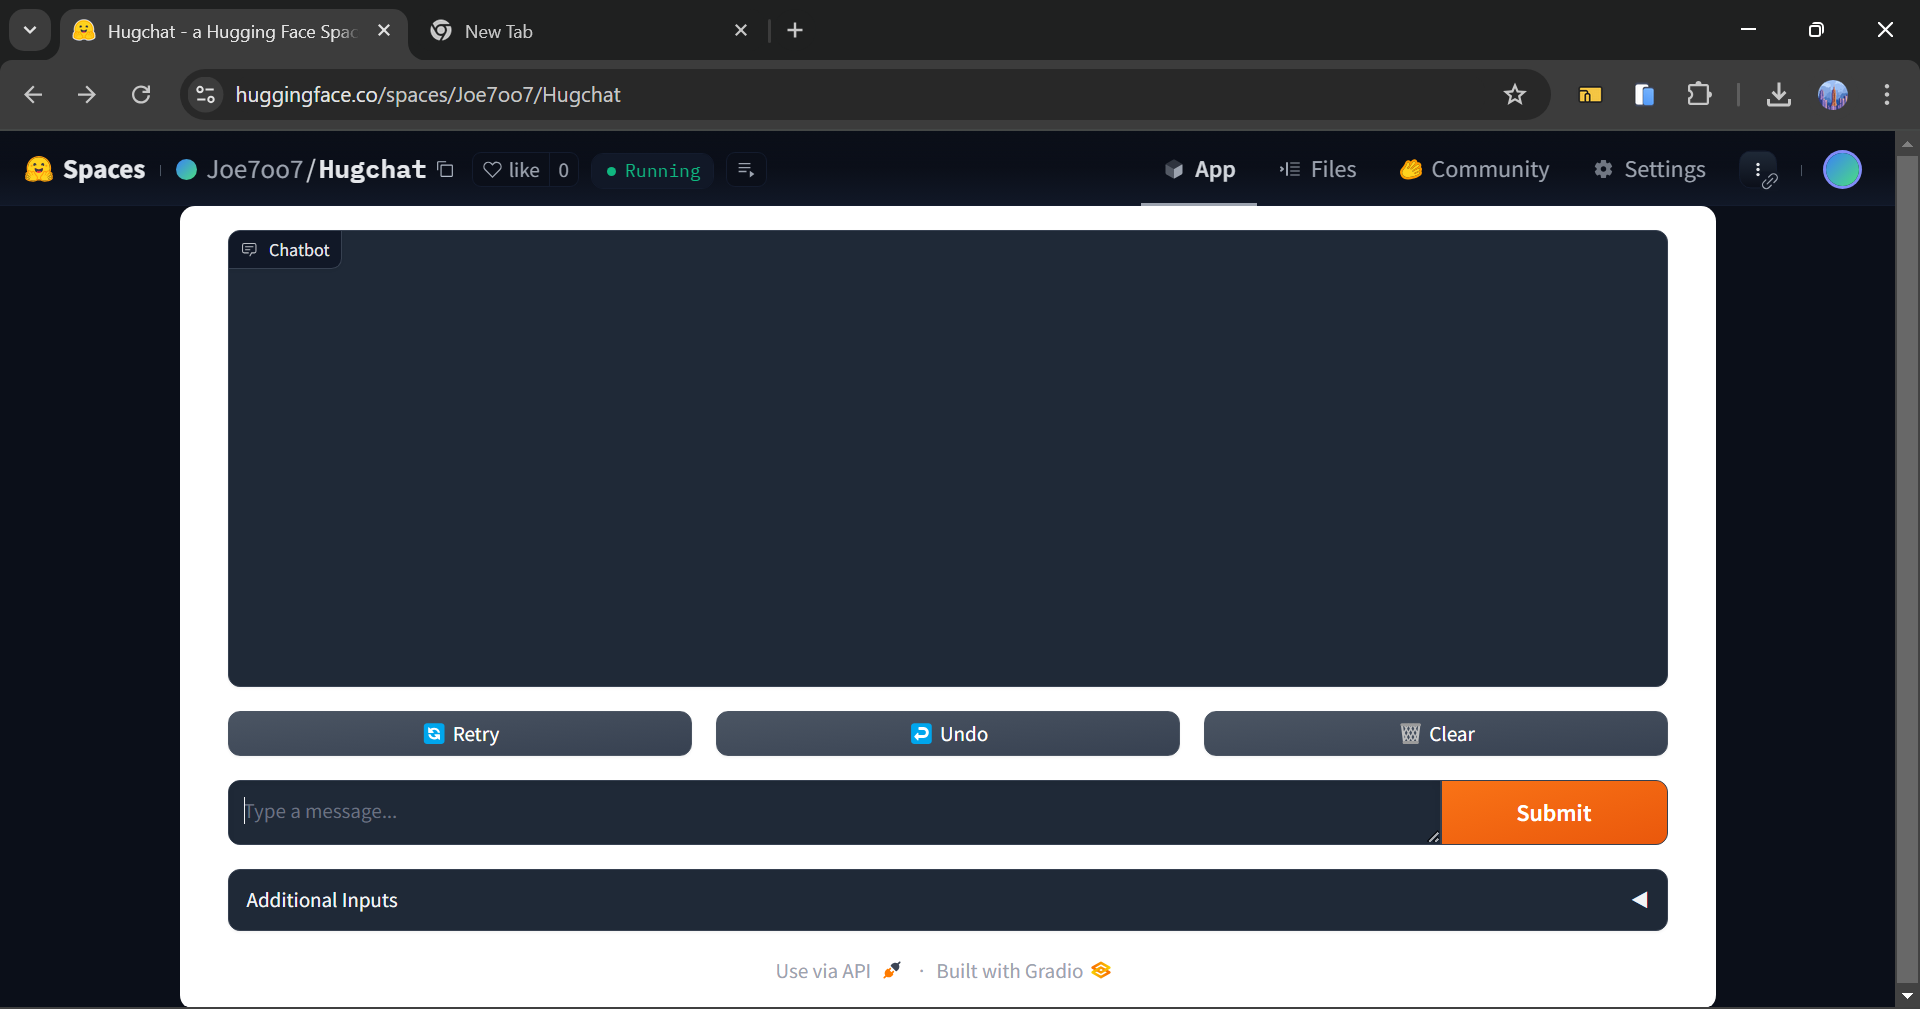 Hugchat - a Hugging Face Spac
New Tab
huggingface.co/spaces/Joe7oo7/Hugchat
Spaces
Joe7oo7/Hugchat
like 0
Running
App
Files
Community
Settings
Chatbot
Retry
Undo
Clear
Type a message...
Submit
Additional Inputs
Use via API · Built with Gradio